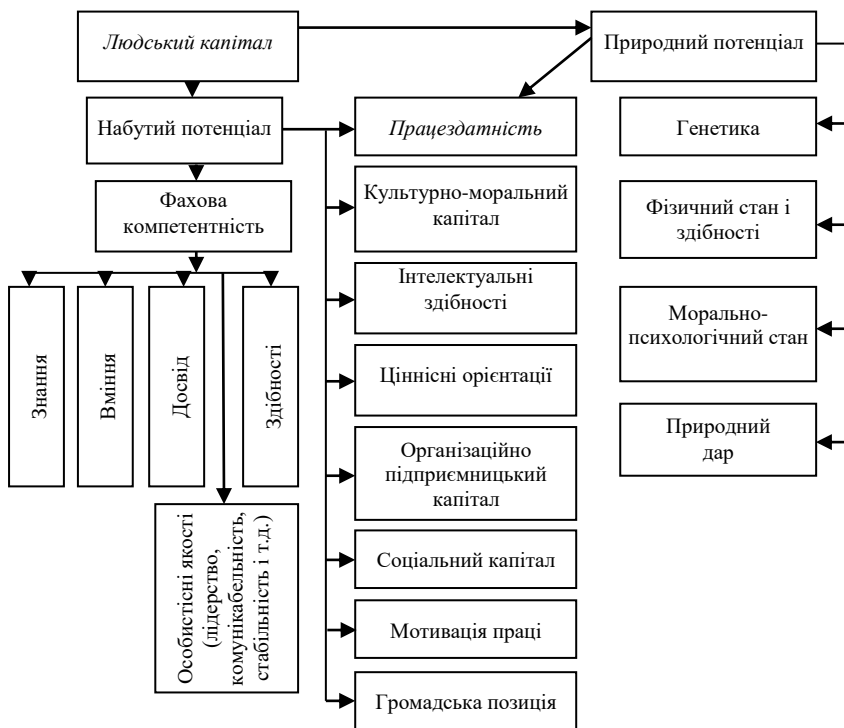 Людський капітал
Природний потенціал
Набутий потенціал
Працездатність
Генетика
Фахова
компетентність
Культурно-моральний
капітал
Фізичний стан і
здібності
Інтелектуальні
здібності
Знання
Вміння
Досвід
Здібності
Морально-
психологічний стан
Ціннісні орієнтації
Природний
дар
Організаційно
підприємницький
капітал
Особистісні якості
(лідерство,
комунікабельність,
стабільність і т.д.)
Соціальний капітал
Мотивація праці
Громадська позиція